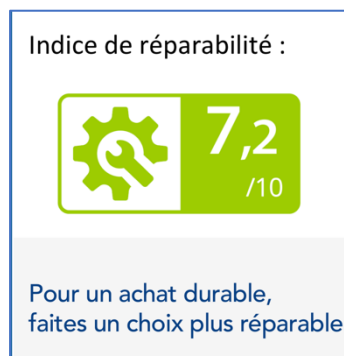 Indice de réparabilité :
7,2
/10
Pour un achat durable,
faites un choix plus réparable